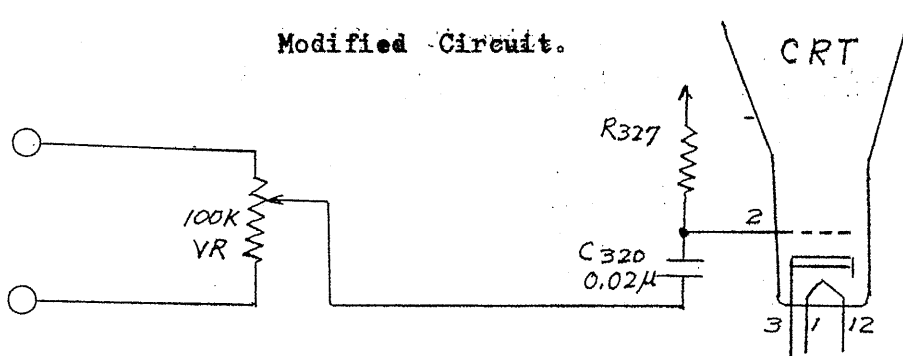 Modified Circuit.
CRT
R327
100K
VR
C320
0.02µ
2
3 1 12